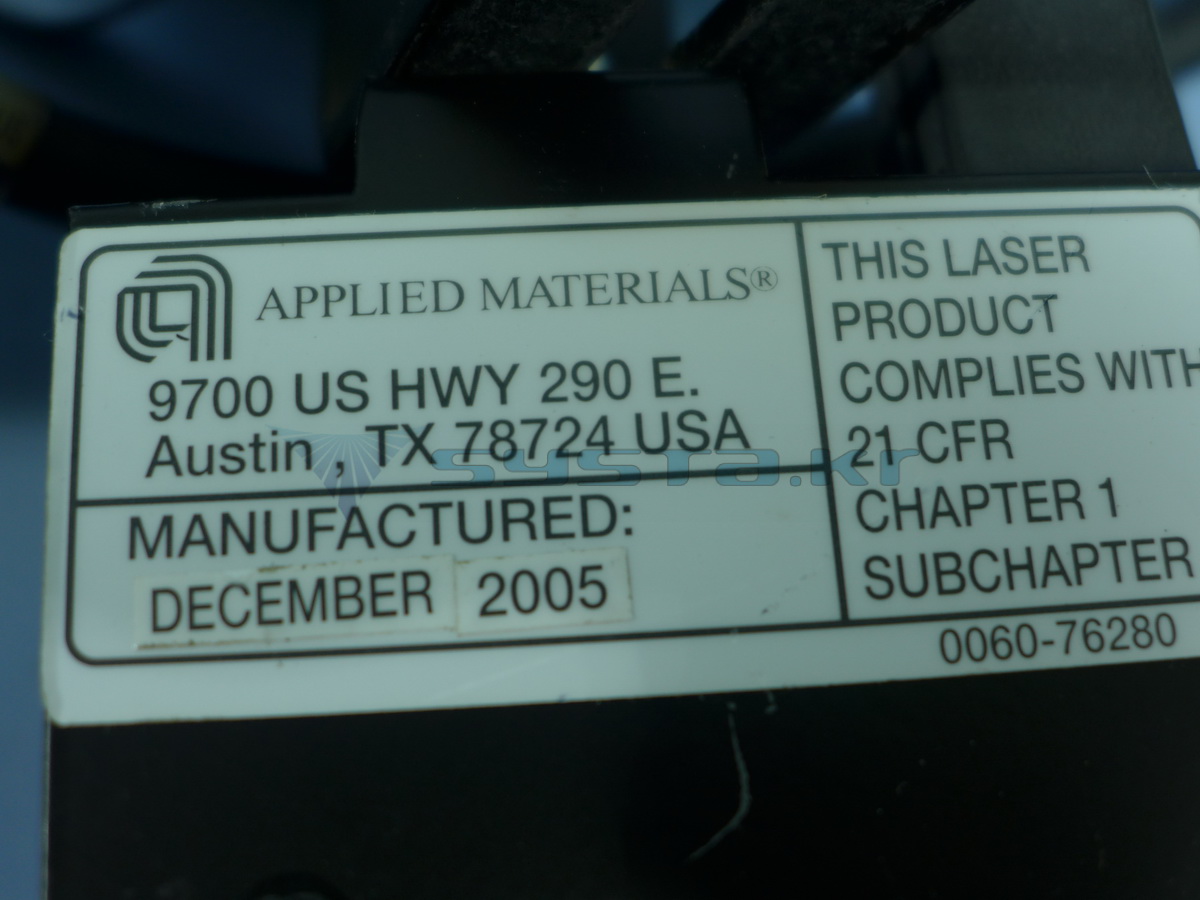 APPLIED MATERIALS®
9700 US HWY 290 E.
Austin , TX 78724 USA
MANUFACTURED:
DECEMBER 2005
THIS LASER
PRODUCT
COMPLIES WITH
21 CFR
CHAPTER 1
SUBCHAPTER
0060-76280
systa.kr